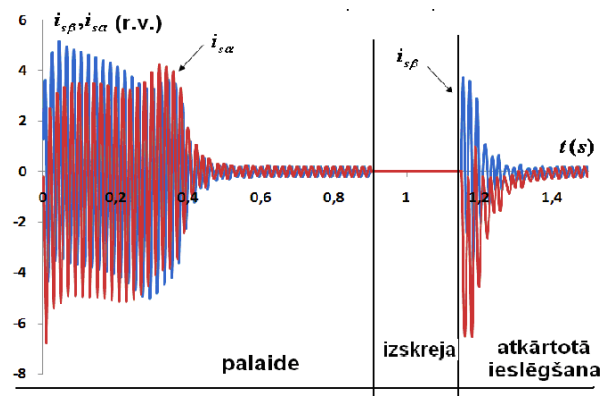 i_sβ, i_sα (r.v.)
6
i_sα
i_sβ
4
2
t(s)
0
0 0,2 0,4 0,6 0,8 1 1,2 1,4
-2
-4
-6
-8
palaide
izskreja
atkārtotā
ieslēgšana